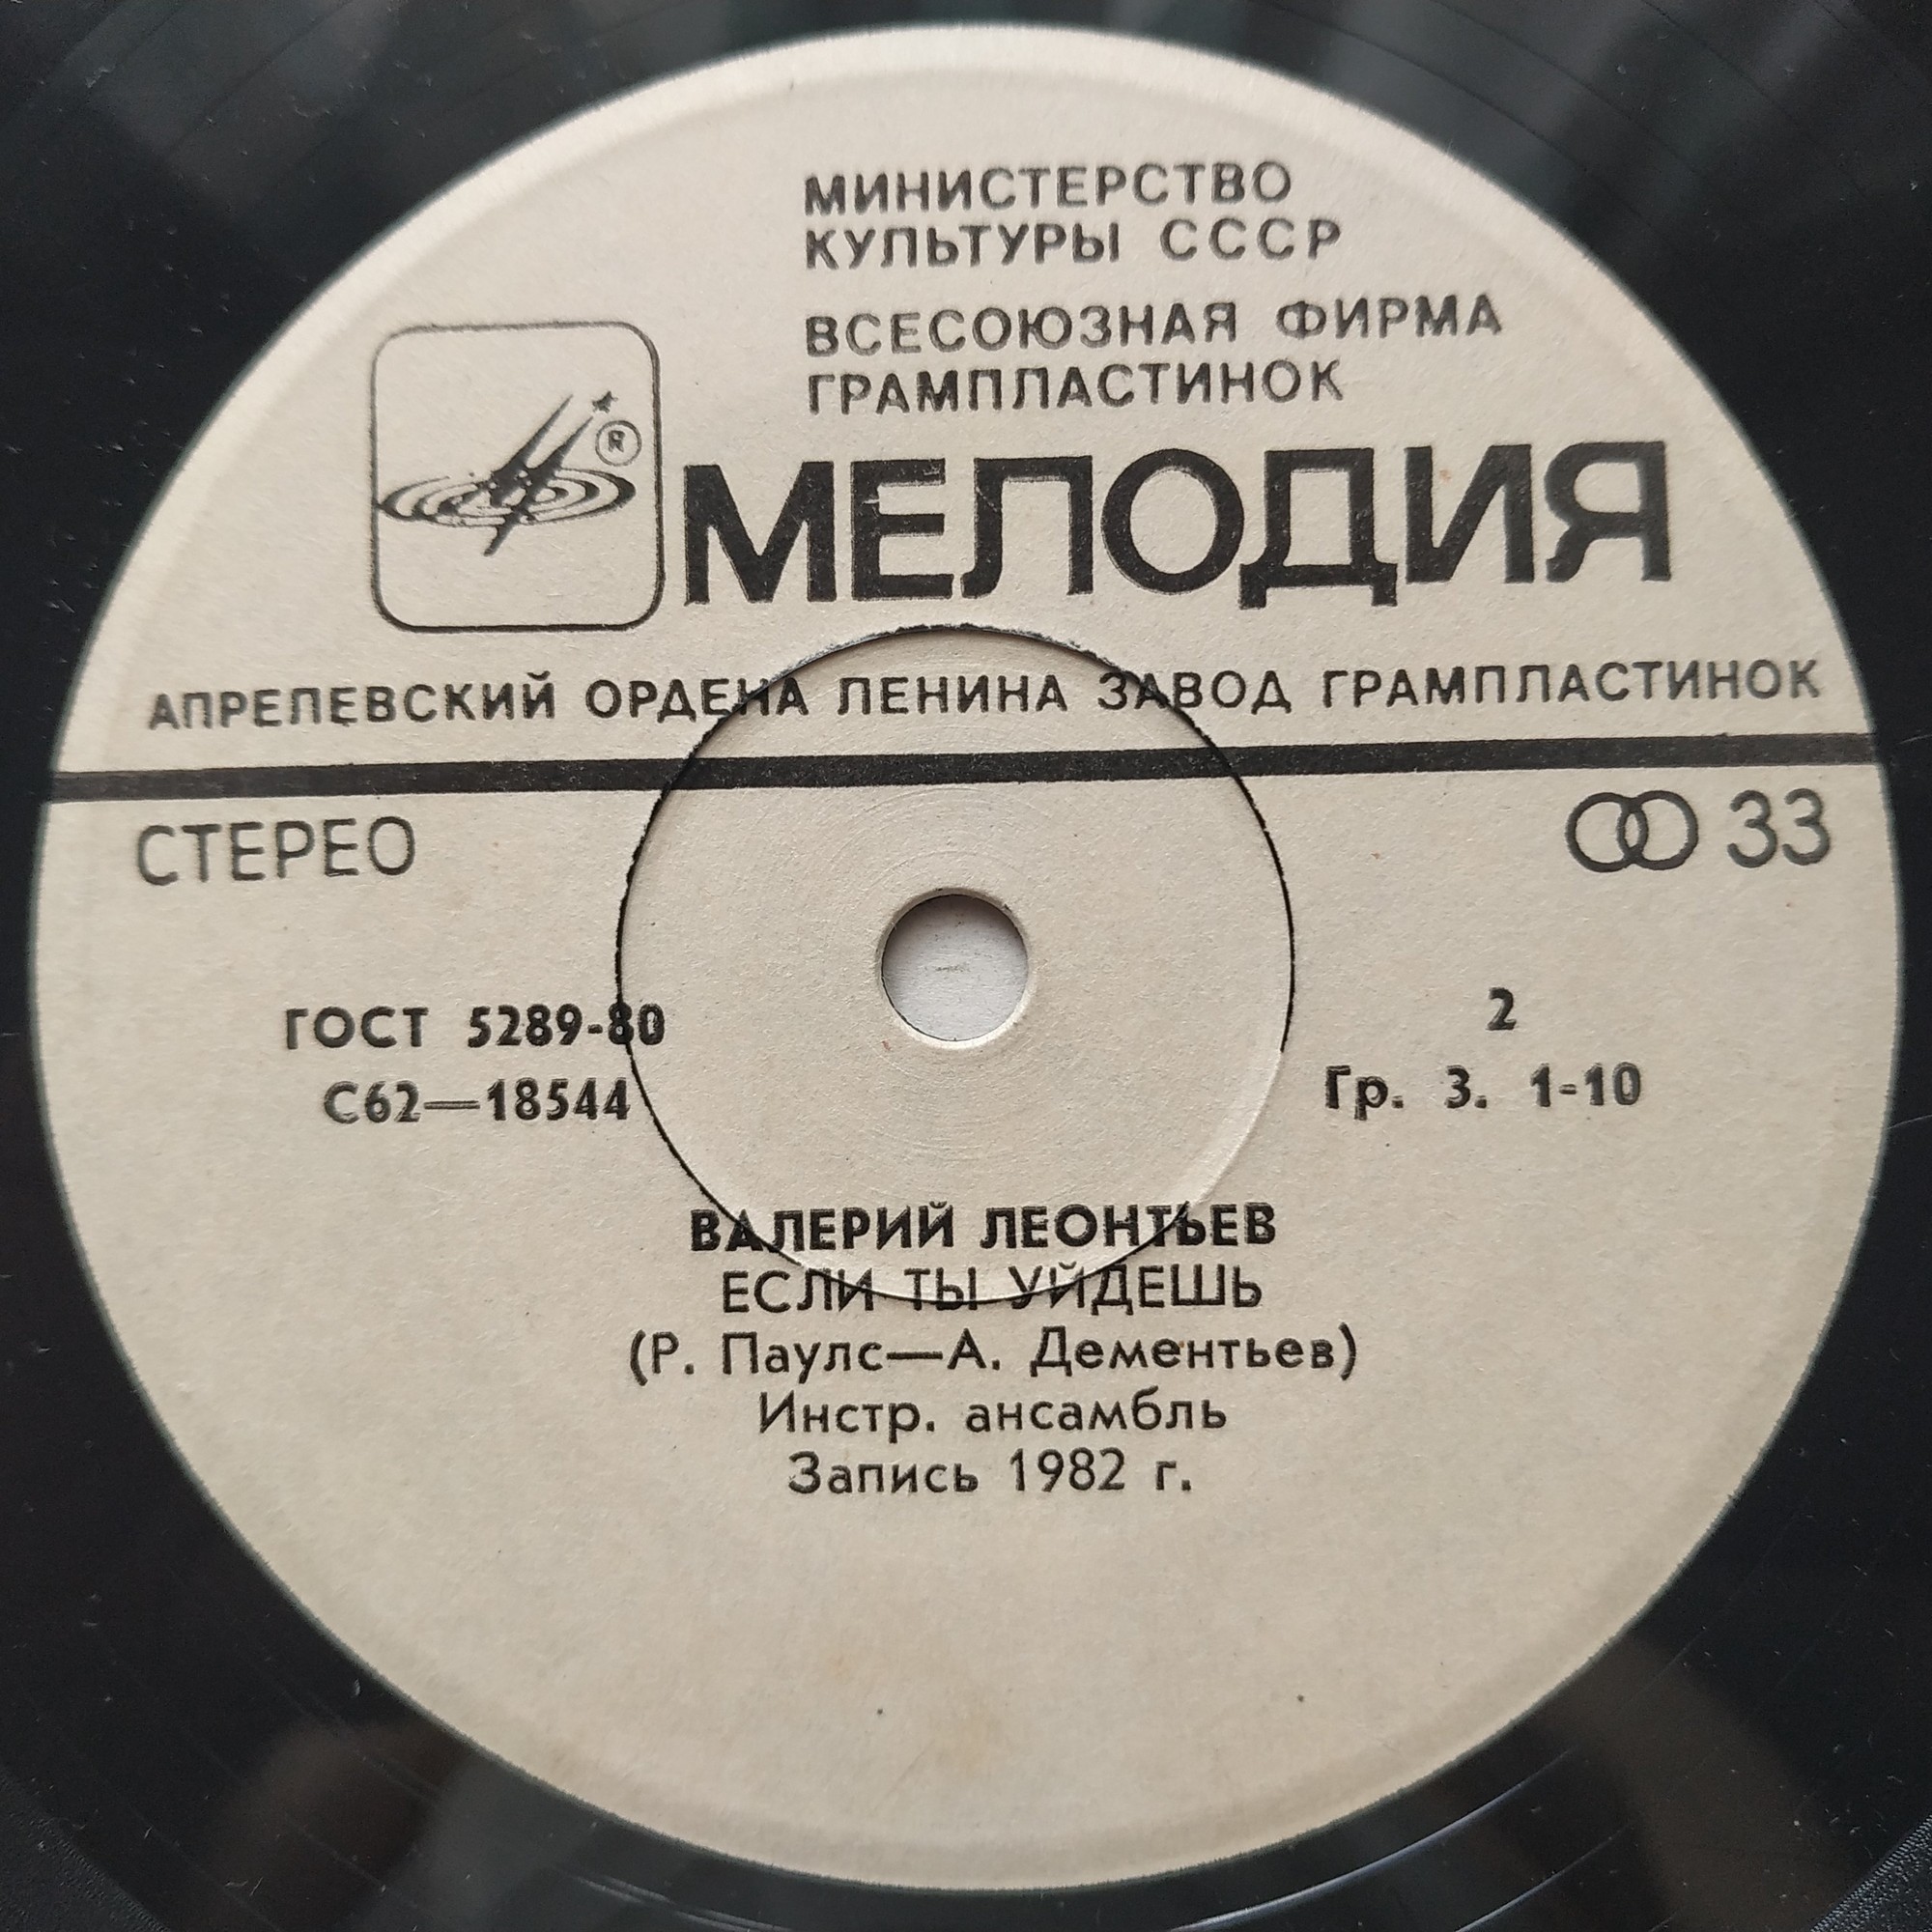 МИНИСТЕРСТВО
КУЛЬТУРЫ СССР
ВСЕСОЮЗНАЯ ФИРМА
ГРАМПЛАСТИНОК
®
МЕЛОДИЯ
АПРЕЛЕВСКИЙ ОРДЕНА ЛЕНИНА ЗАВОД ГРАМПЛАСТИНОК
СТЕРЕО 33
ГОСТ 5289-80 2
С62—18544 Гр. 3. 1-10
ВАЛЕРИЙ ЛЕОНТЬЕВ
ЕСЛИ ТЫ УЙДЕШЬ
(Р. Паулс—А. Дементьев)
Инстр. ансамбль
Запись 1982 г.